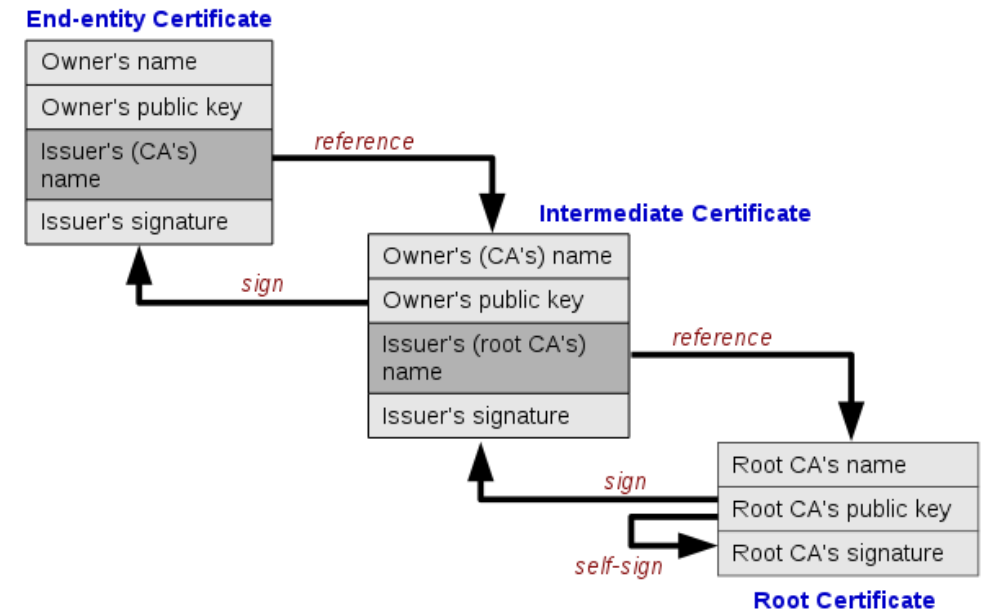 End-entity Certificate
Owner's name
Owner's public key
Issuer's (CA's)
name
Issuer's signature
reference
sign
Intermediate Certificate
Owner's (CA's) name
Owner's public key
Issuer's (root CA's)
name
Issuer's signature
reference
sign
self-sign
Root CA's name
Root CA's public key
Root CA's signature
Root Certificate